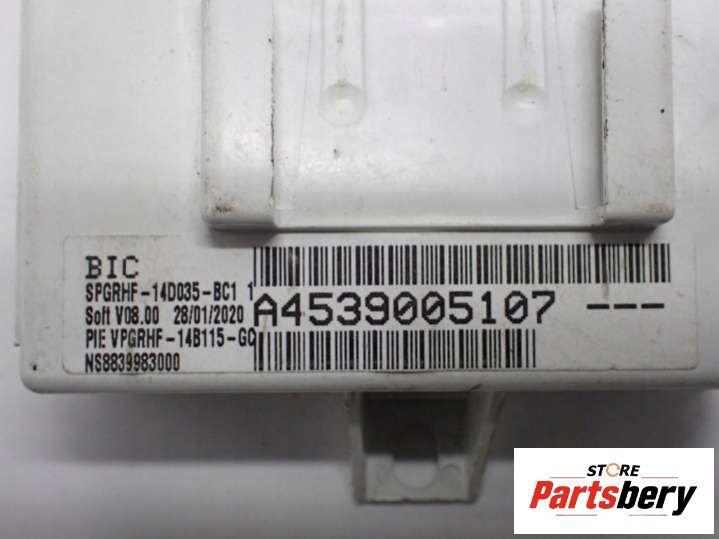 BIC
SPGRHF-14D035-BC1 1
Soft V08.00 28/01/2020
A4539005107 ---
PIE VPGRHF-14B115-GQ
NS8839983000
STORE
Partsbery